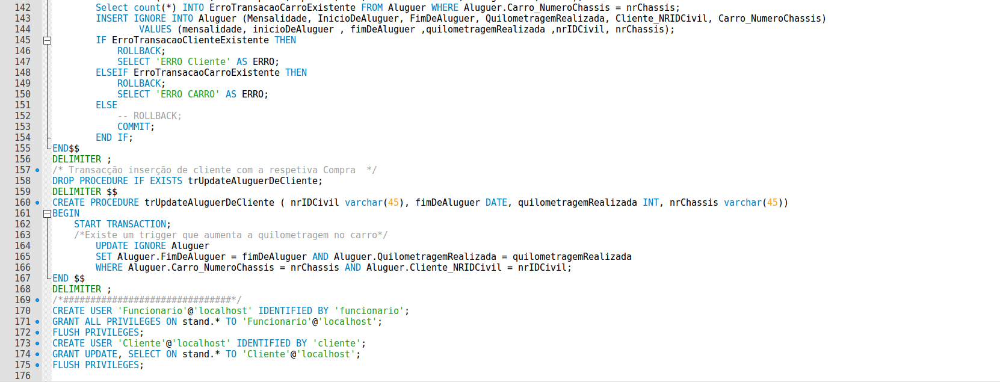 142 Select count(*) INTO ErroTransacaoCarroExistente FROM Aluguer WHERE Aluguer.Carro_NumeroChassis = nrChassis;
143 INSERT IGNORE INTO Aluguer (Mensalidade, InicioDeAluguer, FimDeAluguer, QuilometragemRealizada, Cliente_NRIDCivil, Carro_NumeroChassis)
144 VALUES (mensalidade, inicioDeAluguer , fimDeAluguer ,quilometragemRealizada ,nrIDCivil, nrChassis);
145 IF ErroTransacaoClienteExistente THEN
146 ROLLBACK;
147 SELECT 'ERRO Cliente' AS ERRO;
148 ELSEIF ErroTransacaoCarroExistente THEN
149 ROLLBACK;
150 SELECT 'ERRO CARRO' AS ERRO;
151 ELSE
152 -- ROLLBACK;
153 COMMIT;
154 END IF;
155 END$$
156 DELIMITER ;
157 /* Transacção inserção de cliente com a respetiva Compra  */
158 DROP PROCEDURE IF EXISTS trUpdateAluguerDeCliente;
159 DELIMITER $$
160 CREATE PROCEDURE trUpdateAluguerDeCliente ( nrIDCivil varchar(45), fimDeAluguer DATE, quilometragemRealizada INT, nrChassis varchar(45))
161 BEGIN
162 START TRANSACTION;
163 /*Existe um trigger que aumenta a quilometragem no carro*/
164 UPDATE IGNORE Aluguer
165 SET Aluguer.FimDeAluguer = fimDeAluguer AND Aluguer.QuilometragemRealizada = quilometragemRealizada
166 WHERE Aluguer.Carro_NumeroChassis = nrChassis AND Aluguer.Cliente_NRIDCivil = nrIDCivil;
167 END $$
168 DELIMITER ;
169 /*###############################*/
170 CREATE USER 'Funcionario'@'localhost' IDENTIFIED BY 'funcionario';
171 GRANT ALL PRIVILEGES ON stand.* TO 'Funcionario'@'localhost';
172 FLUSH PRIVILEGES;
173 CREATE USER 'Cliente'@'localhost' IDENTIFIED BY 'cliente';
174 GRANT UPDATE, SELECT ON stand.* TO 'Cliente'@'localhost';
175 FLUSH PRIVILEGES;
176